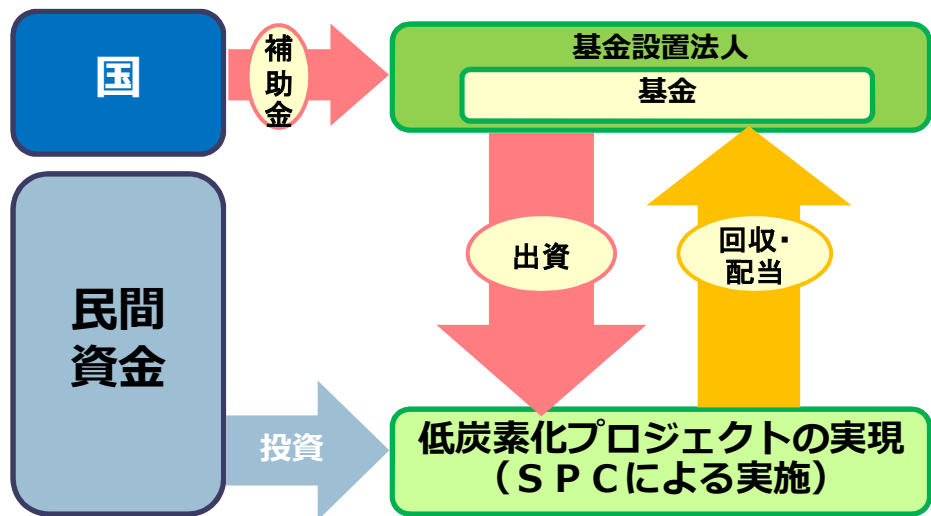 国
補
助
金
基金設置法人
基金
出資
回収・
配当
民間
資金
投資
低炭素化プロジェクトの実現
（ＳＰＣによる実施）